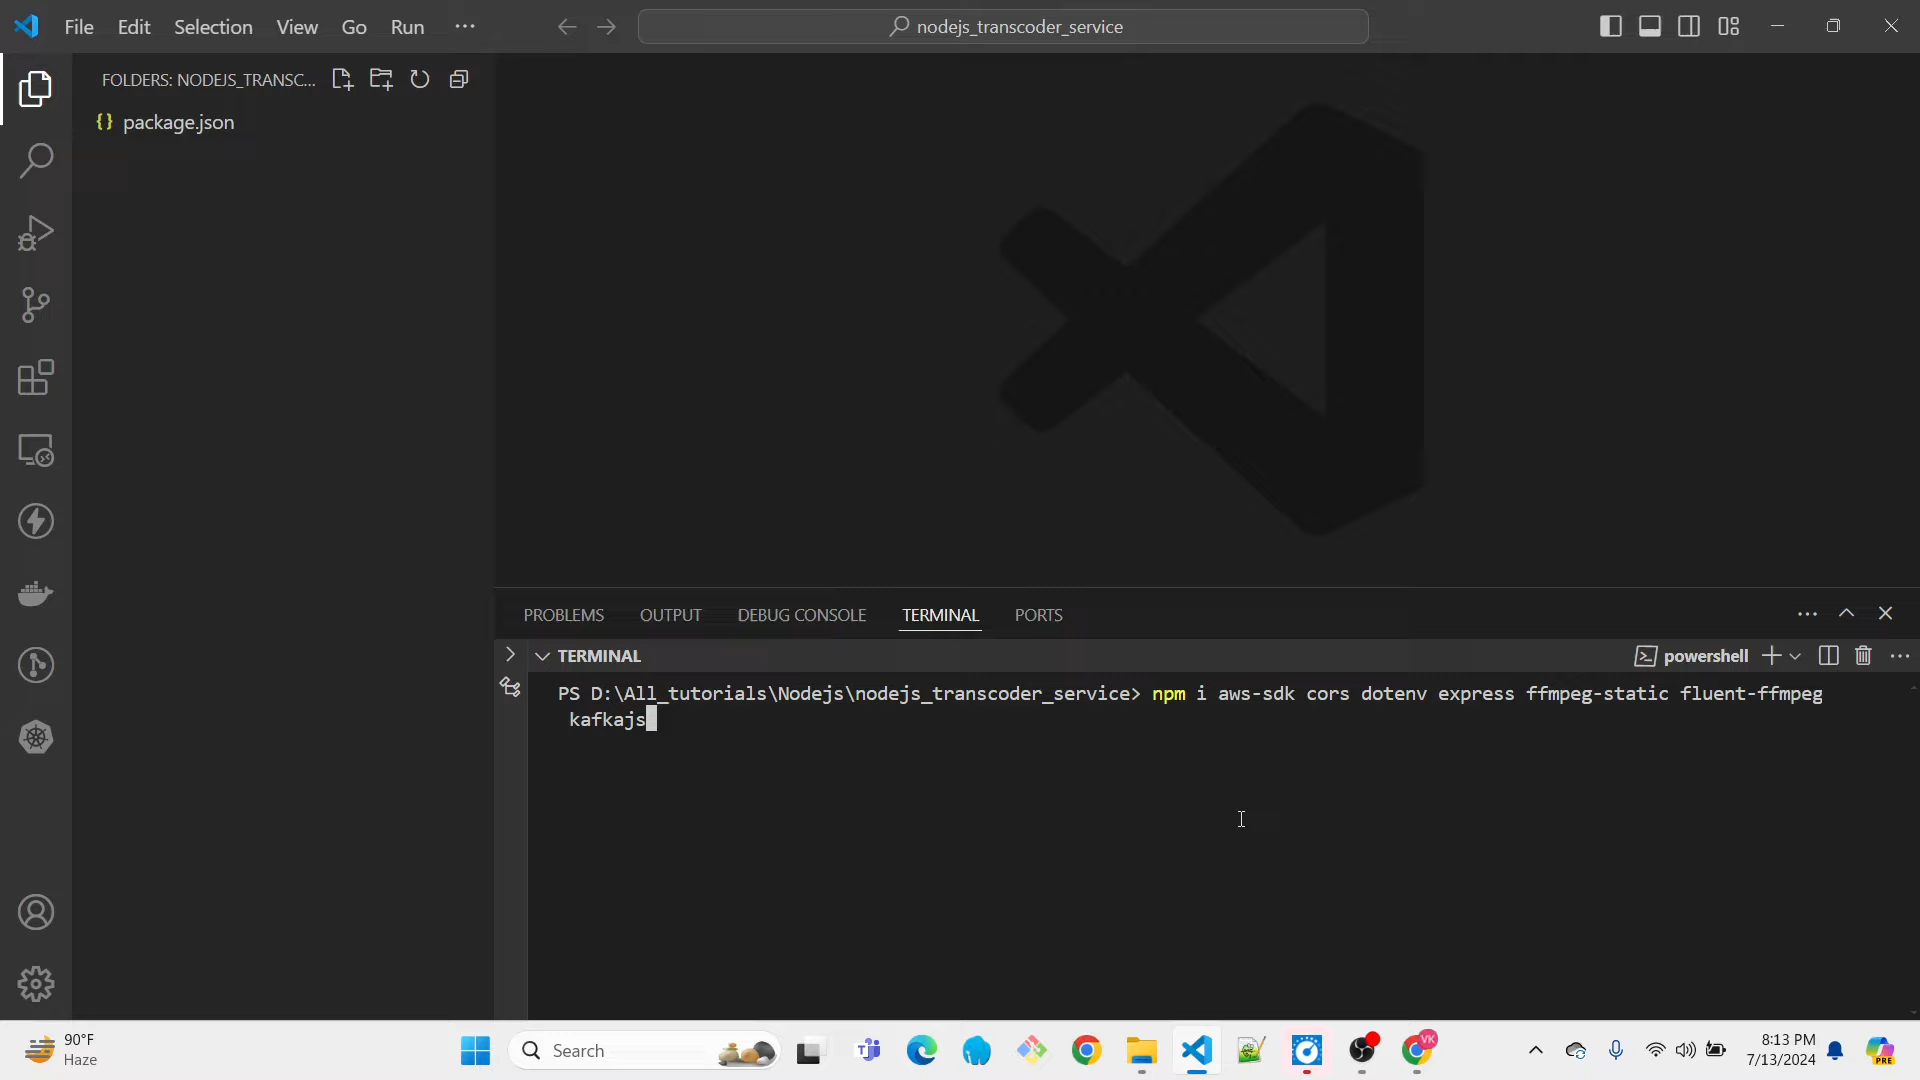 File Edit Selection View Go Run ...
nodejs_transcoder_service
FOLDERS: NODEJS_TRANSC...
{} package.json
PROBLEMS OUTPUT DEBUG CONSOLE TERMINAL PORTS
TERMINAL
powershell
PS D:\All_tutorials\Nodejs\nodejs_transcoder_service> npm i aws-sdk cors dotenv express ffmpeg-static fluent-ffmpeg
kafkajs
90°F
Haze
Search
VK
8:13 PM
7/13/2024
PRE